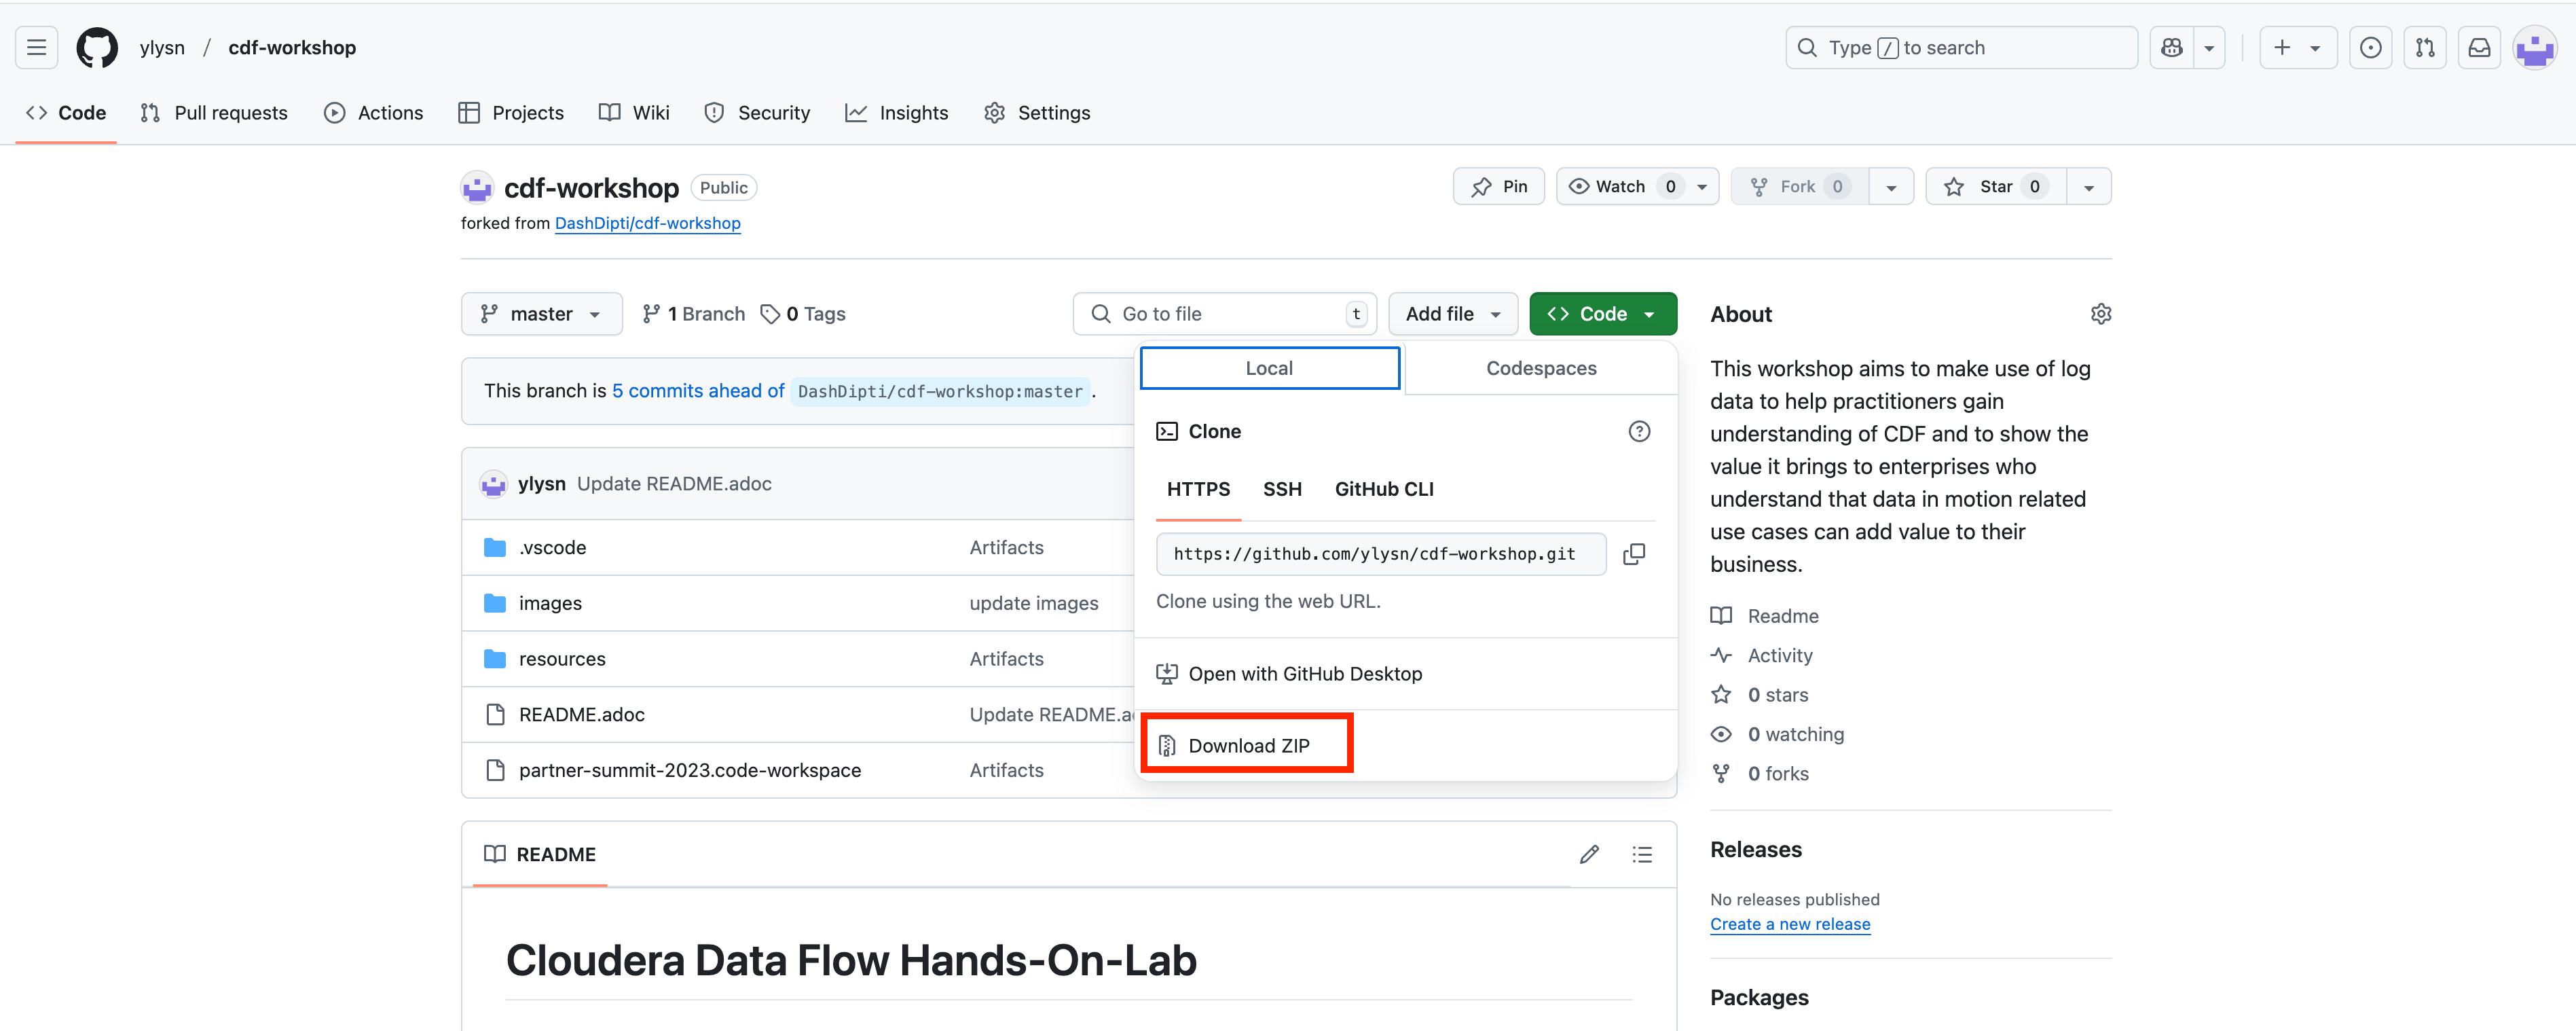 ylysn / cdf-workshop
Type / to search
Code
Pull requests
Actions
Projects
Wiki
Security
Insights
Settings
cdf-workshop
Public
forked from DashDipti/cdf-workshop
Pin
Watch 0
Fork 0
Star 0
master
1 Branch
0 Tags
Go to file
t
Add file
Code
This branch is 5 commits ahead of DashDipti/cdf-workshop:master.
ylysn Update README.adoc
.vscode
Artifacts
images
update images
resources
Artifacts
README.adoc
Update README.a
partner-summit-2023.code-workspace
Artifacts
Local
Codespaces
Clone
HTTPS
SSH
GitHub CLI
https://github.com/ylysn/cdf-workshop.git
Clone using the web URL.
Open with GitHub Desktop
Download ZIP
README
Cloudera Data Flow Hands-On-Lab
About
This workshop aims to make use of log
data to help practitioners gain
understanding of CDF and to show the
value it brings to enterprises who
understand that data in motion related
use cases can add value to their
business.
Readme
Activity
0 stars
0 watching
0 forks
Releases
No releases published
Create a new release
Packages